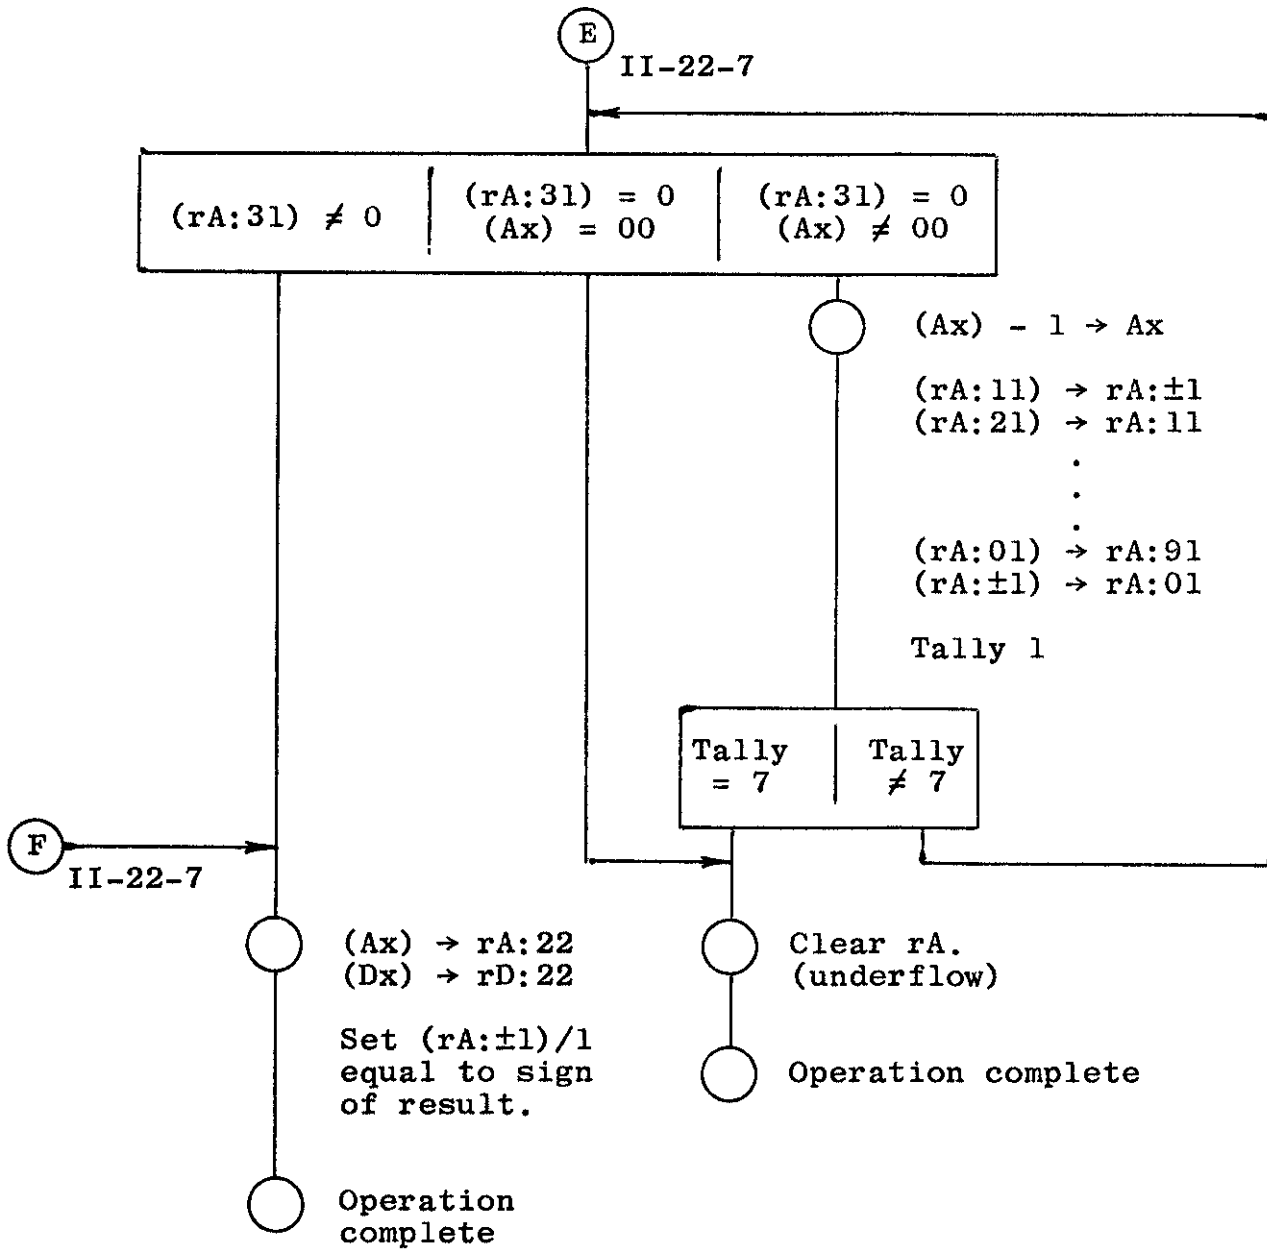 E
II-22-7
(rA:31) ≠ 0
(rA:31) = 0
(Ax) = 00
(rA:31) = 0
(Ax) ≠ 00
(Ax) - 1 → Ax
(rA:11) → rA:±1
(rA:21) → rA:11
.
.
.
(rA:01) → rA:91
(rA:±1) → rA:01
Tally 1
Tally
= 7
Tally
≠ 7
F
II-22-7
(Ax) → rA:22
(Dx) → rD:22
Set (rA:±1)/1
equal to sign
of result.
Operation
complete
Clear rA.
(underflow)
Operation complete